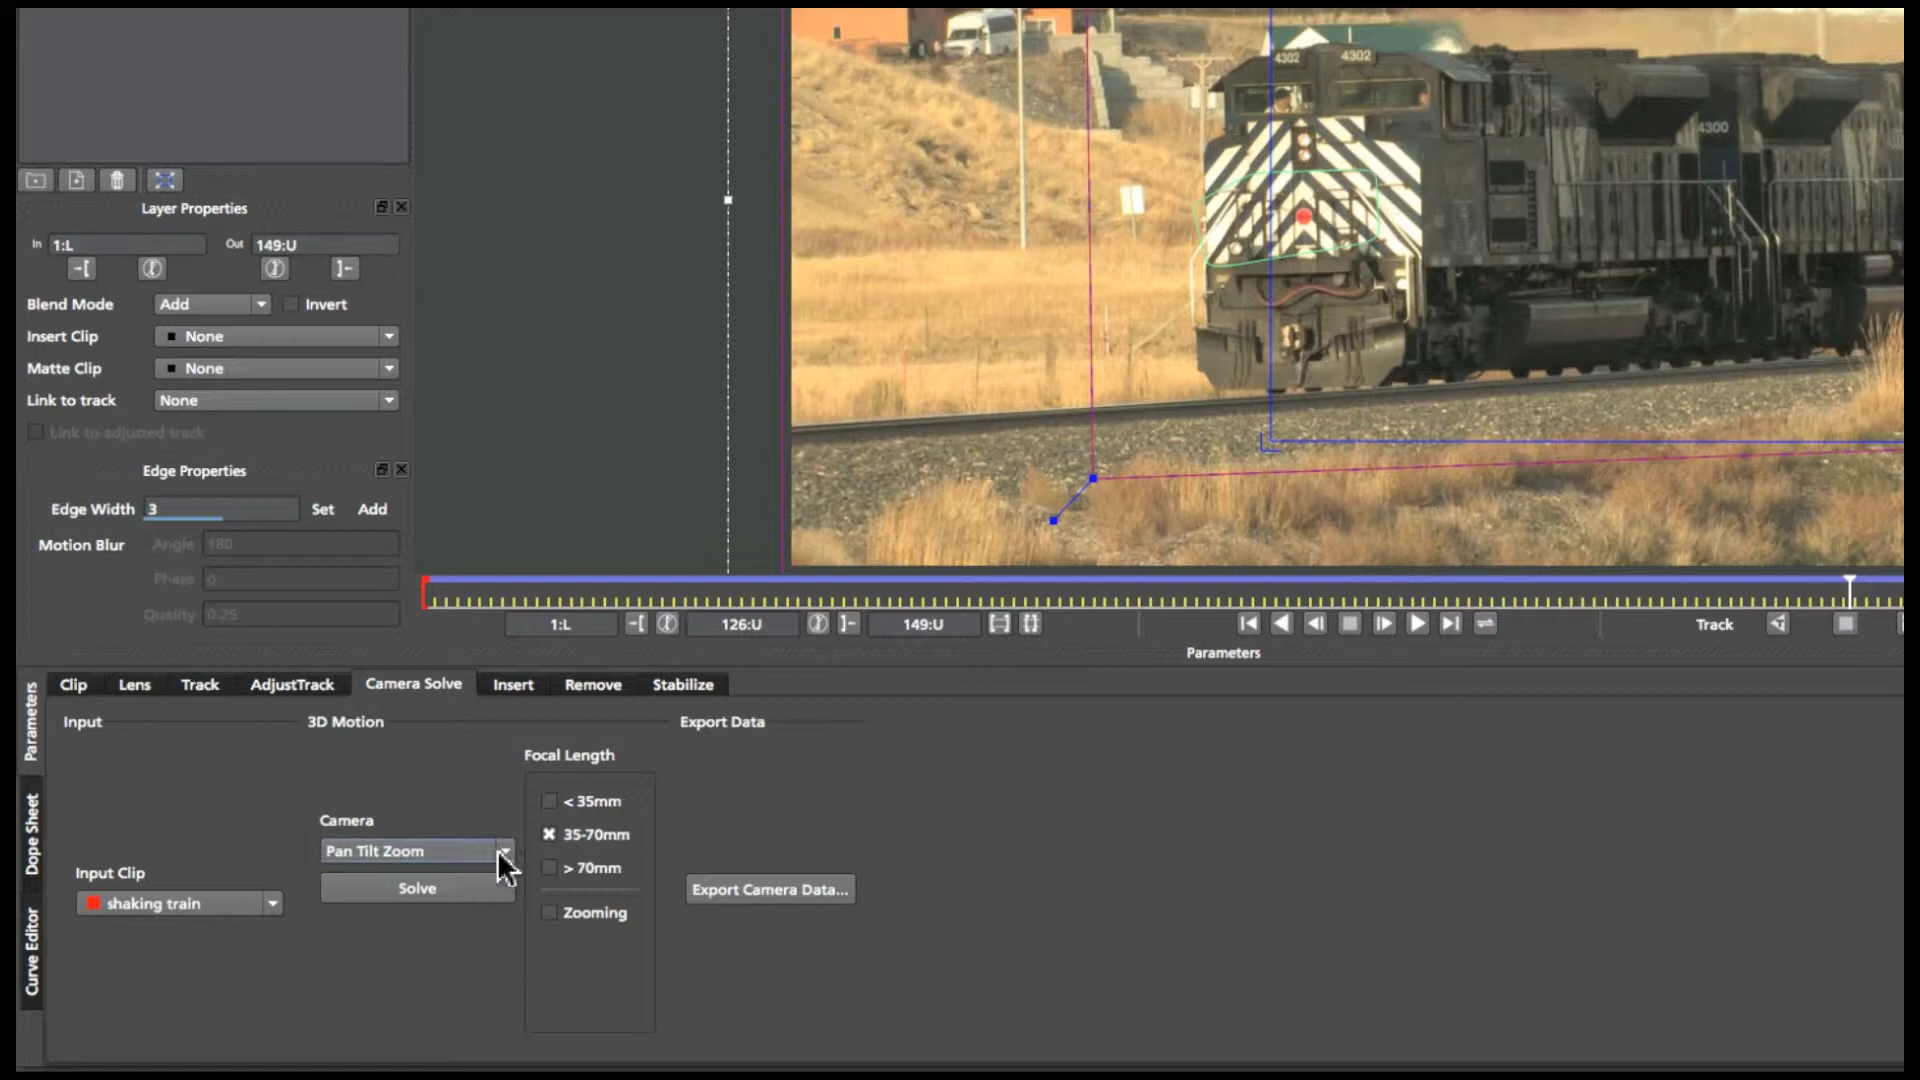 4302
4302
4300
Layer Properties
In 1:L Out 149:U
Blend Mode Add Invert
Insert Clip None
Matte Clip None
Link to track None
Link to adjusted track
Edge Properties
Edge Width 3 Set Add
Motion Blur Angle 180
Phase 0
Quality 0.25
1:L 126:U 149:U Track
Parameters
Parameters
Dope Sheet
Curve Editor
Clip Lens Track AdjustTrack Camera Solve Insert Remove Stabilize
Input 3D Motion Export Data
Focal Length
< 35mm
Camera
35-70mm
Pan Tilt Zoom
> 70mm
Input Clip
Solve
Export Camera Data...
shaking train
Zooming